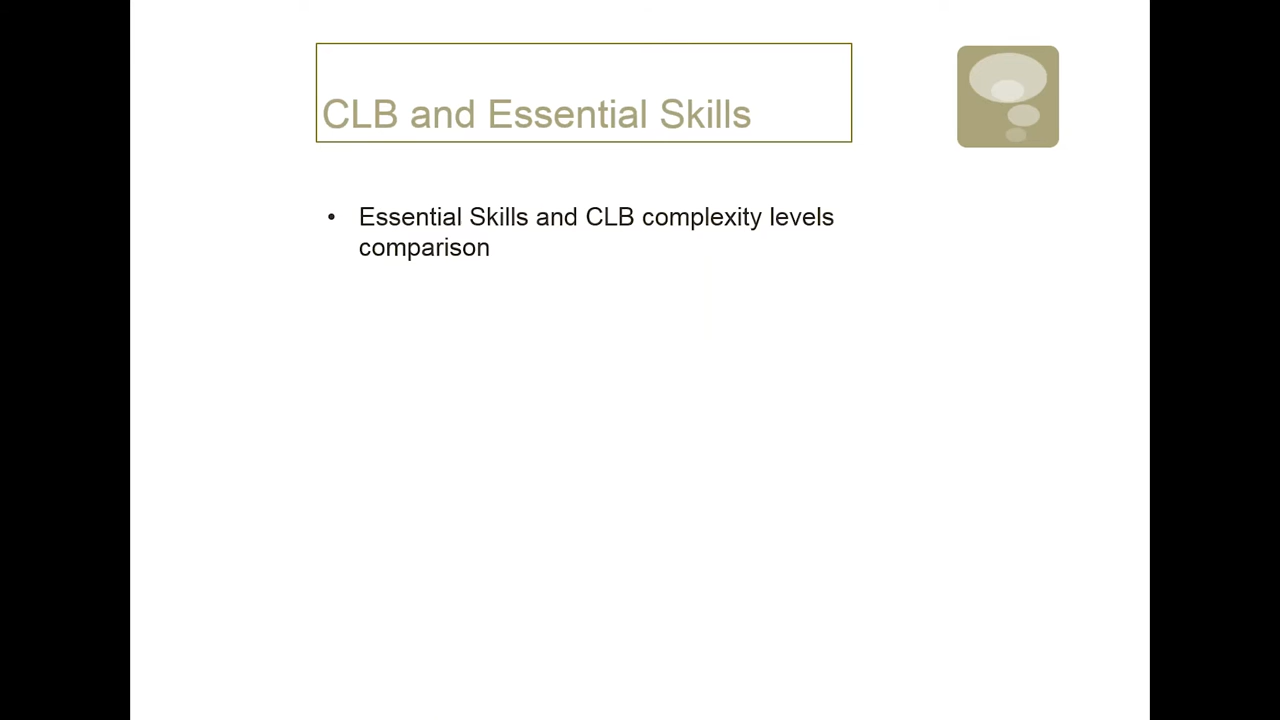 CLB and Essential Skills
• Essential Skills and CLB complexity levels
comparison